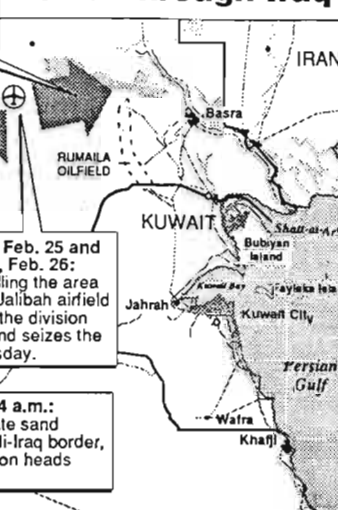 IRAN
Basra
RUMAILA
OILFIELD
KUWAIT
Shatt-al-Ar
Bubiyan
Island
Feb. 25 and
, Feb. 26:
ling the area
Jalibah airfield
the division
nd seizes the
sday.
Kuwait Bay
Faylaka Isla
Jahrah
Kuwait City
Persian
Gulf
4 a.m.:
te sand
di-Iraq border,
on heads
Wafra
Khafji